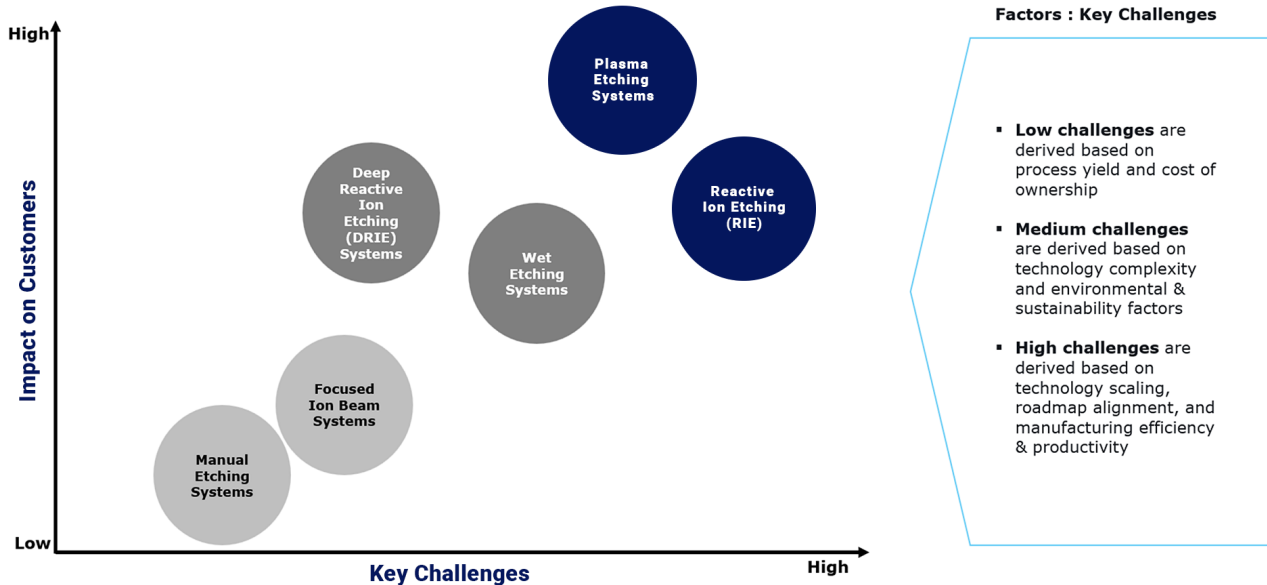 Factors : Key Challenges
High
Plasma
Etching
Systems
Deep
Reactive
Ion
Etching
(DRIE)
Systems
Reactive
Ion Etching
(RIE)
Wet
Etching
Systems
Focused
Ion Beam
Systems
Manual
Etching
Systems
Impact on Customers
Low
Key Challenges
High
▪ Low challenges are
derived based on
process yield and cost of
ownership
▪ Medium challenges
are derived based on
technology complexity
and environmental &
sustainability factors
▪ High challenges are
derived based on
technology scaling,
roadmap alignment, and
manufacturing efficiency
& productivity